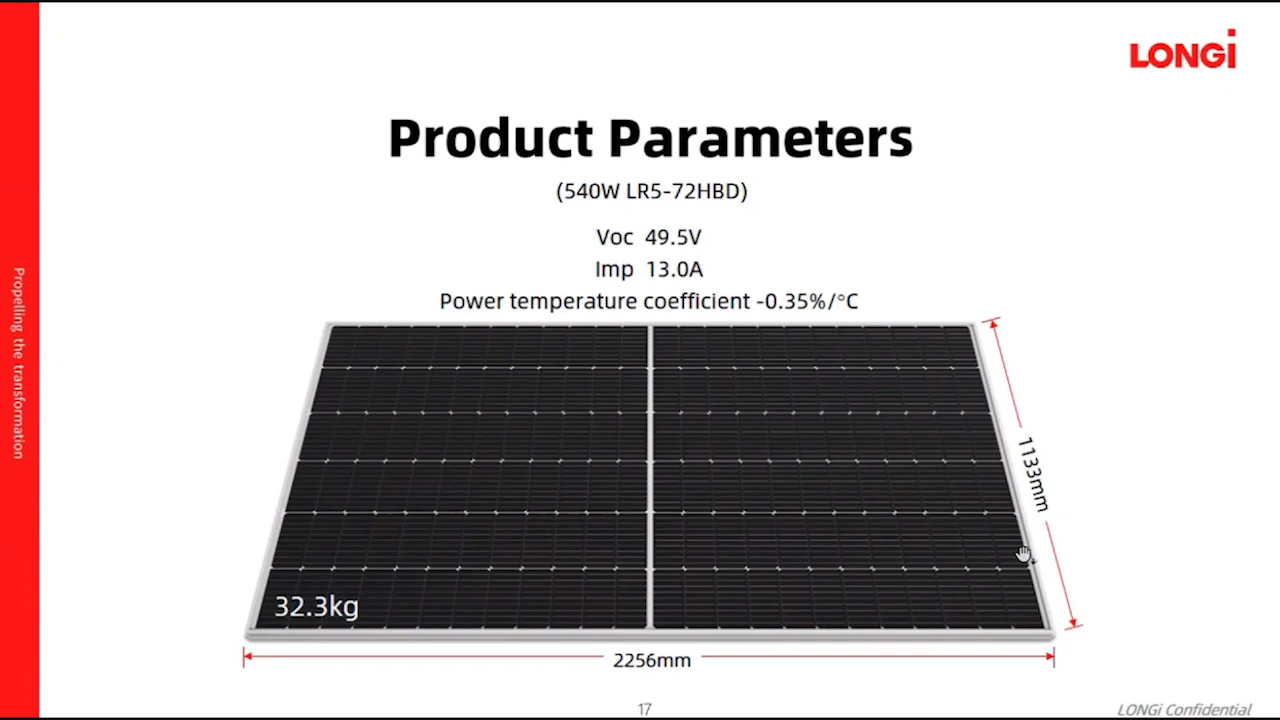 LONGi
Product Parameters
(540W LR5-72HBD)
Voc 49.5V
Imp 13.0A
Power temperature coefficient -0.35%/°C
Propelling the transformation
1133mm
32.3kg
2256mm
17
LONGi Confidential